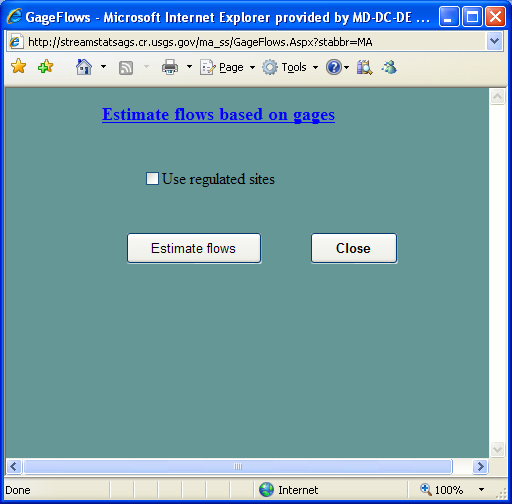 GageFlows - Microsoft Internet Explorer provided by MD-DC-DE ...
http://streamstatsags.cr.usgs.gov/ma_ss/GageFlows.Aspx?stabbr=MA
Page Tools
Estimate flows based on gages
Use regulated sites
Estimate flows Close
Done Internet 100%